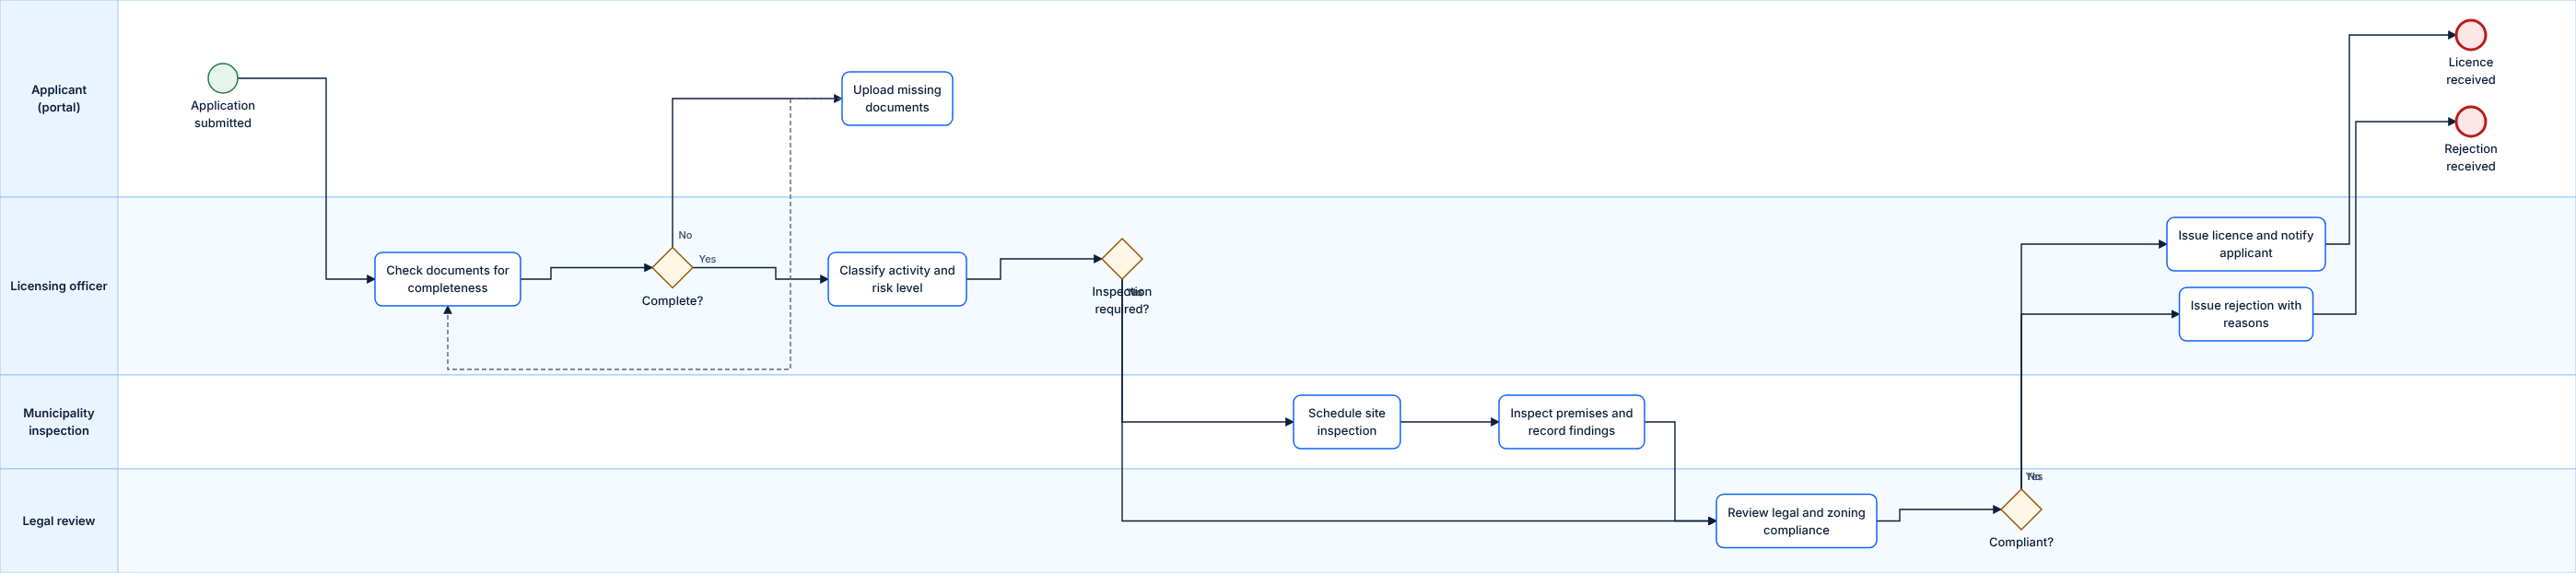 Applicant
(portal)
Application
submitted
Upload missing
documents
Licence
received
Rejection
received
Licensing officer
Check documents for
completeness
No
Yes
Complete?
Classify activity and
risk level
Inspection
required?
Issue licence and notify
applicant
Issue rejection with
reasons
Municipality
inspection
Schedule site
inspection
Inspect premises and
record findings
Legal review
Review legal and zoning
compliance
Compliant?